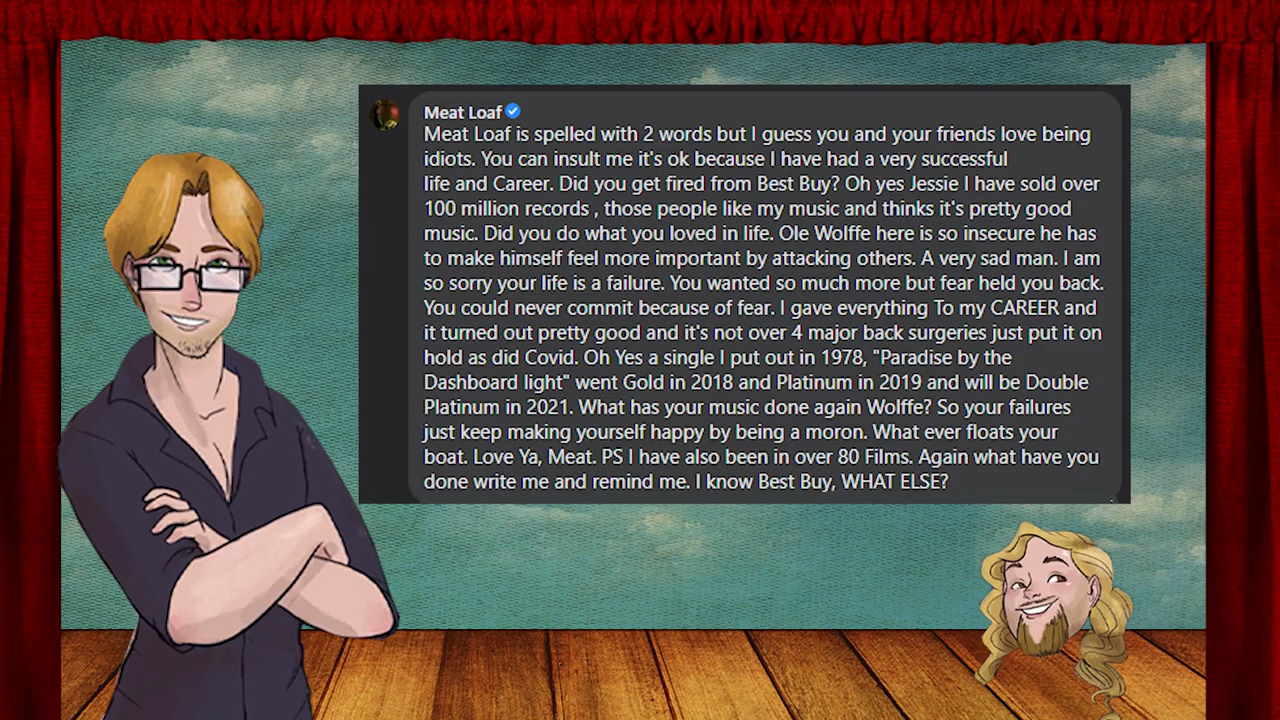 Meat Loaf
Meat Loaf is spelled with 2 words but I guess you and your friends love being
idiots. You can insult me it's ok because I have had a very successful
life and Career. Did you get fired from Best Buy? Oh yes Jessie I have sold over
100 million records , those people like my music and thinks it's pretty good
music. Did you do what you loved in life. Ole Wolffe here is so insecure he has
to make himself feel more important by attacking others. A very sad man. I am
so sorry your life is a failure. You wanted so much more but fear held you back.
You could never commit because of fear. I gave everything To my CAREER and
it turned out pretty good and it's not over 4 major back surgeries just put it on
hold as did Covid. Oh Yes a single I put out in 1978, "Paradise by the
Dashboard light" went Gold in 2018 and Platinum in 2019 and will be Double
Platinum in 2021. What has your music done again Wolffe? So your failures
just keep making yourself happy by being a moron. What ever floats your
boat. Love Ya, Meat. PS I have also been in over 80 Films. Again what have you
done write me and remind me. I know Best Buy, WHAT ELSE?